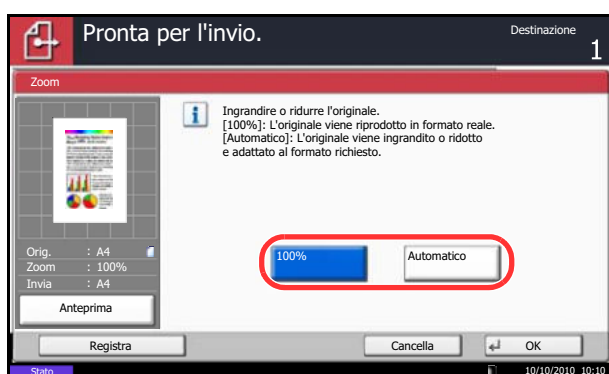 Pronta per l'invio.
Destinazione
1
Zoom
Ingrandire o ridurre l'originale.
[100%]: L'originale viene riprodotto in formato reale.
[Automatico]: L'originale viene ingrandito o ridotto
e adattato al formato richiesto.
Orig. : A4
Zoom : 100%
Invia : A4
Anteprima
100%
Automatico
Registra
Cancella
OK
Stato
10/10/2010 10:10